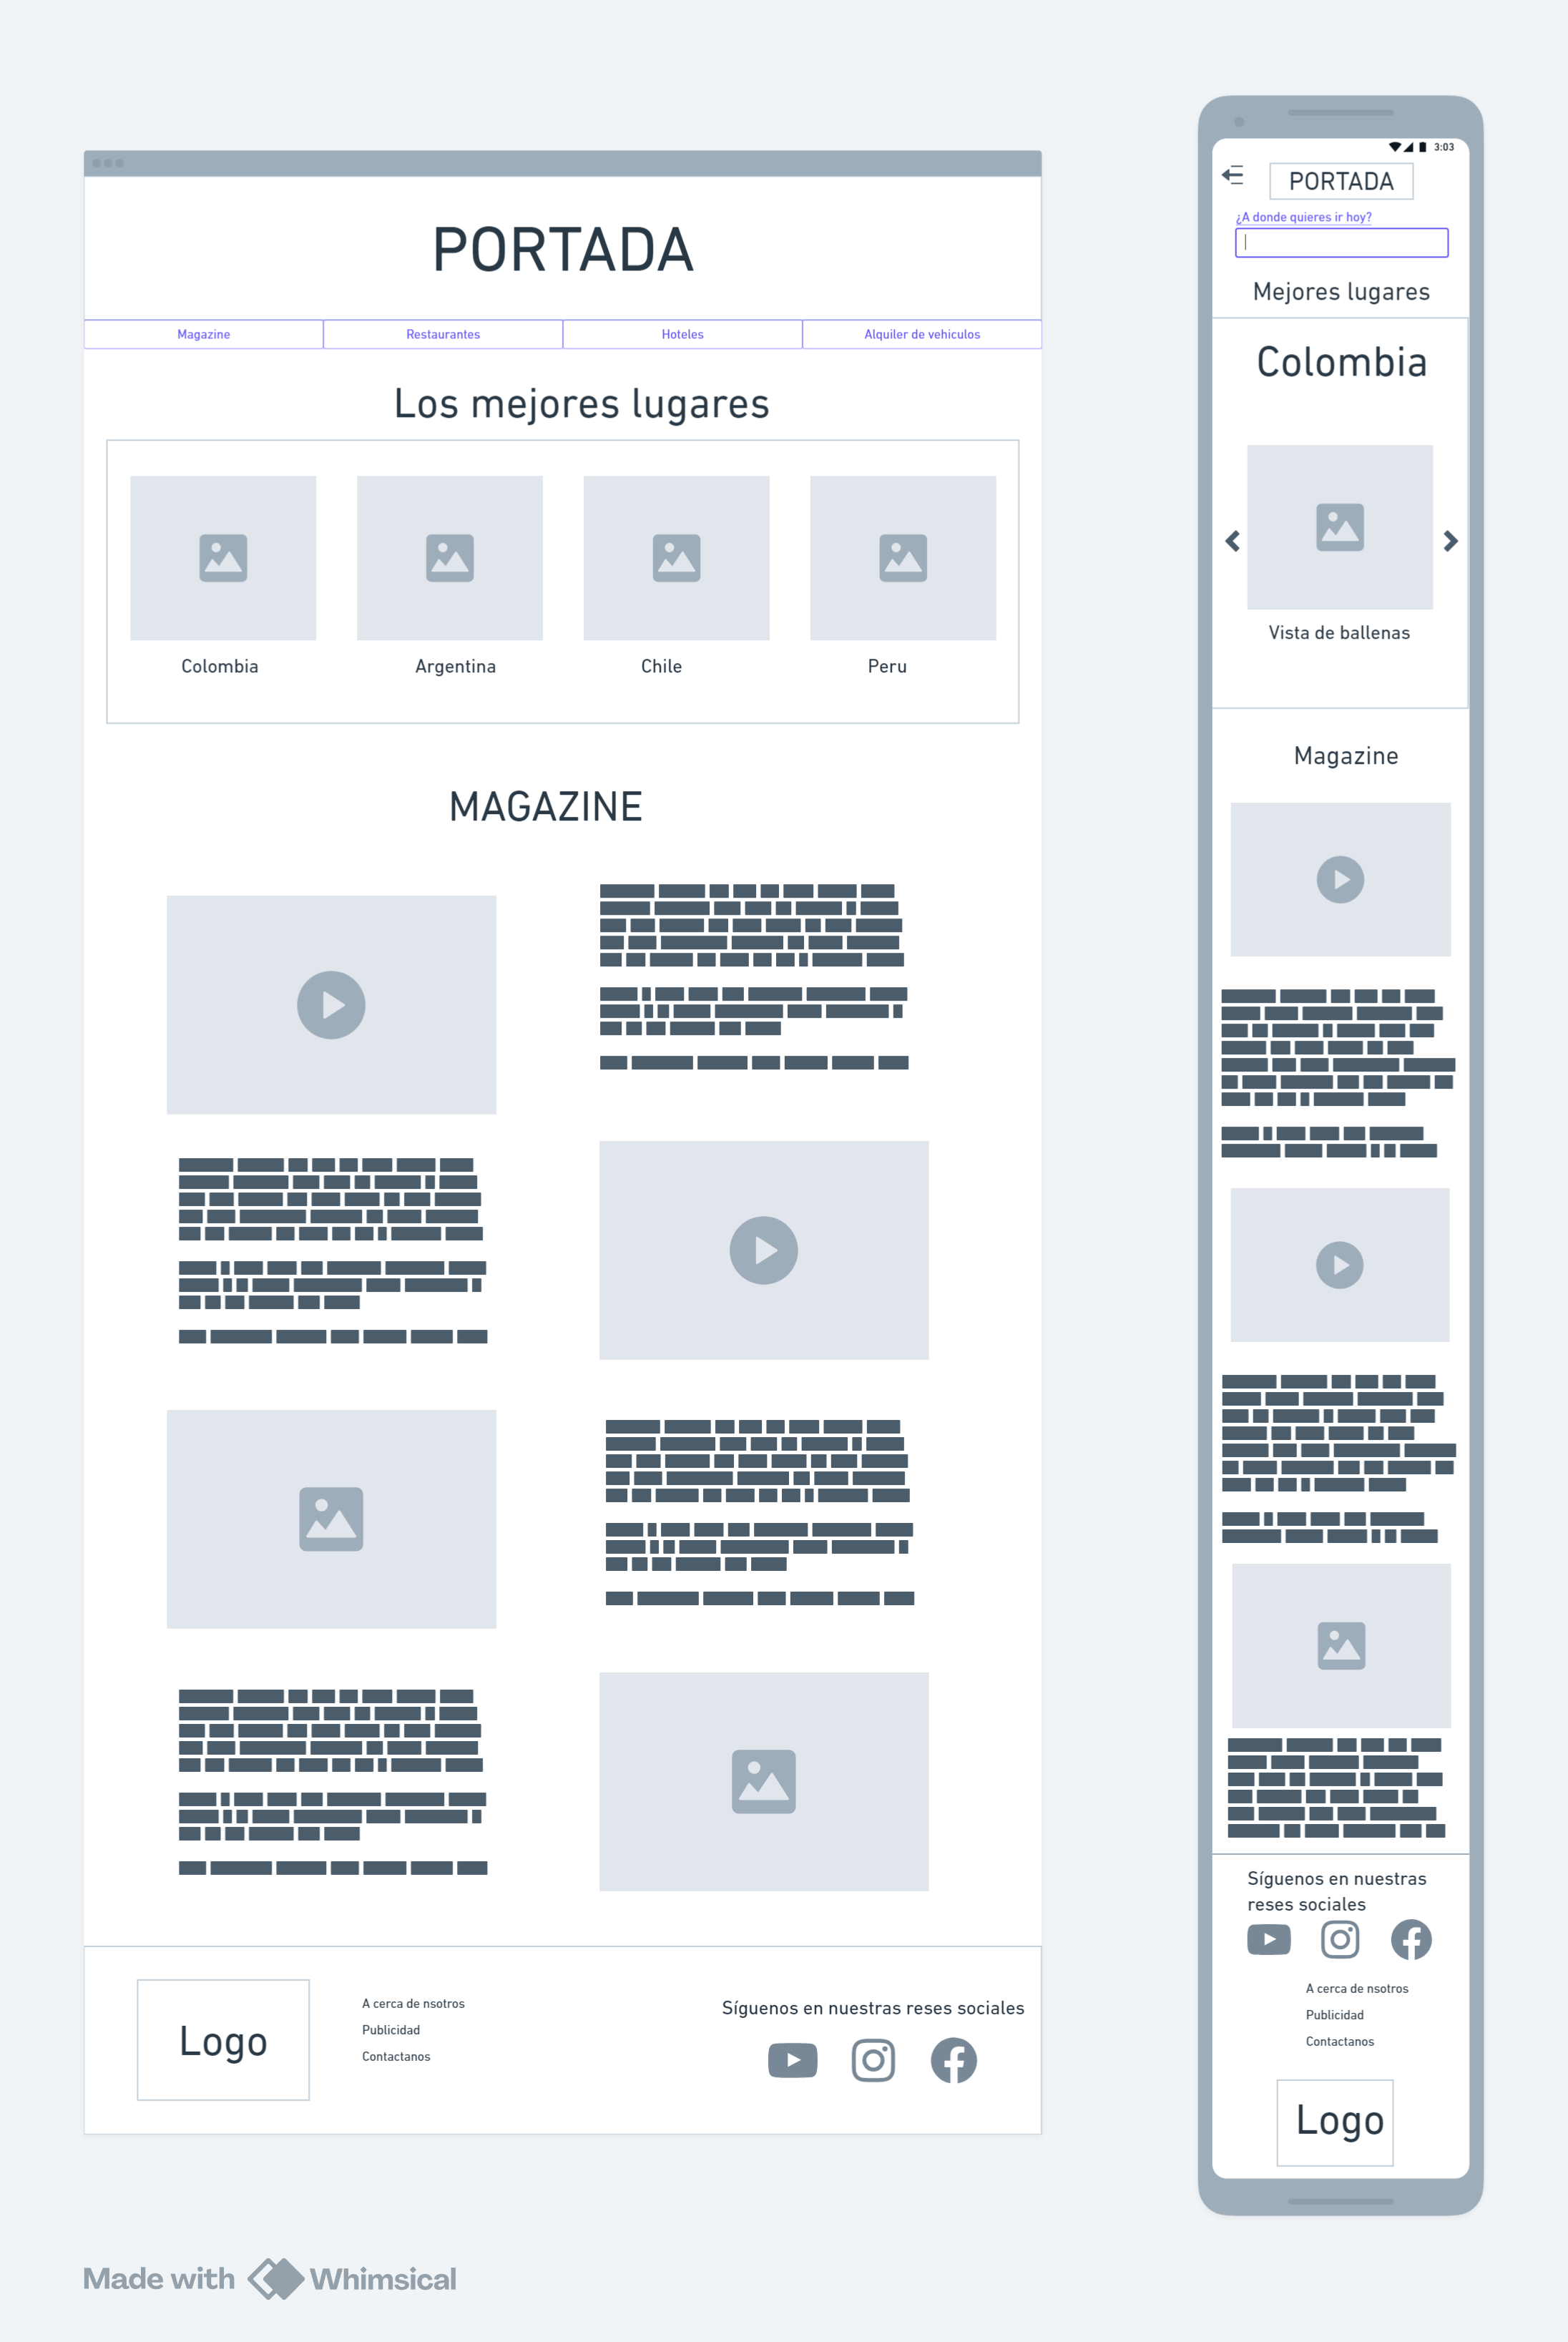 PORTADA
Magazine
Restaurantes
Hoteles
Alquiler de vehiculos
Los mejores lugares
Colombia
Argentina
Chile
Peru
MAGAZINE
Logo
A cerca de nsotros
Publicidad
Contactanos
Síguenos en nuestras reses sociales
3:03
PORTADA
¿A donde quieres ir hoy?
Mejores lugares
Colombia
Vista de ballenas
Magazine
Síguenos en nuestras
reses sociales
A cerca de nsotros
Publicidad
Contactanos
Logo
Made with Whimsical